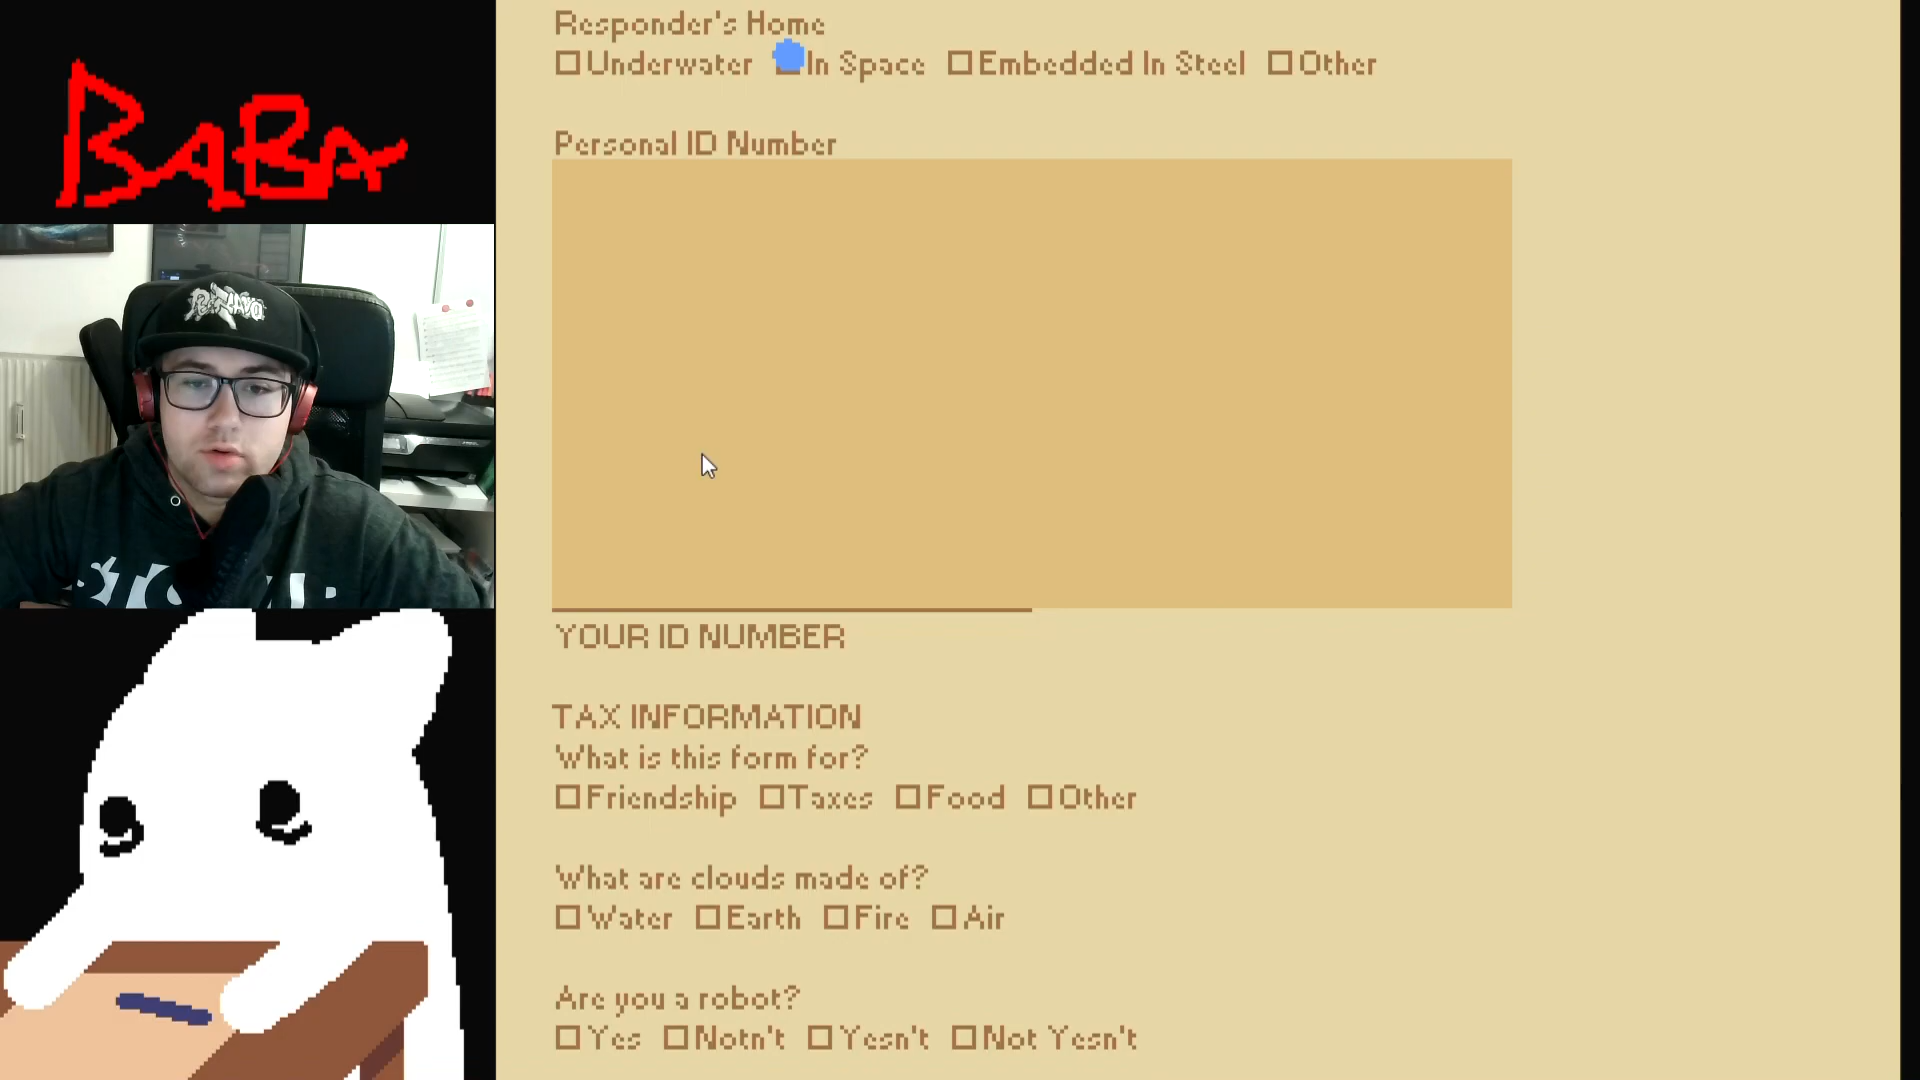 BABA
Responder's Home
Underwater In Space Embedded In Steel Other
Personal ID Number
YOUR ID NUMBER
TAX INFORMATION
What is this form for?
Friendship Taxes Food Other
What are clouds made of?
Water Earth Fire Air
Are you a robot?
Yes Notn't Yesn't Not Yesn't